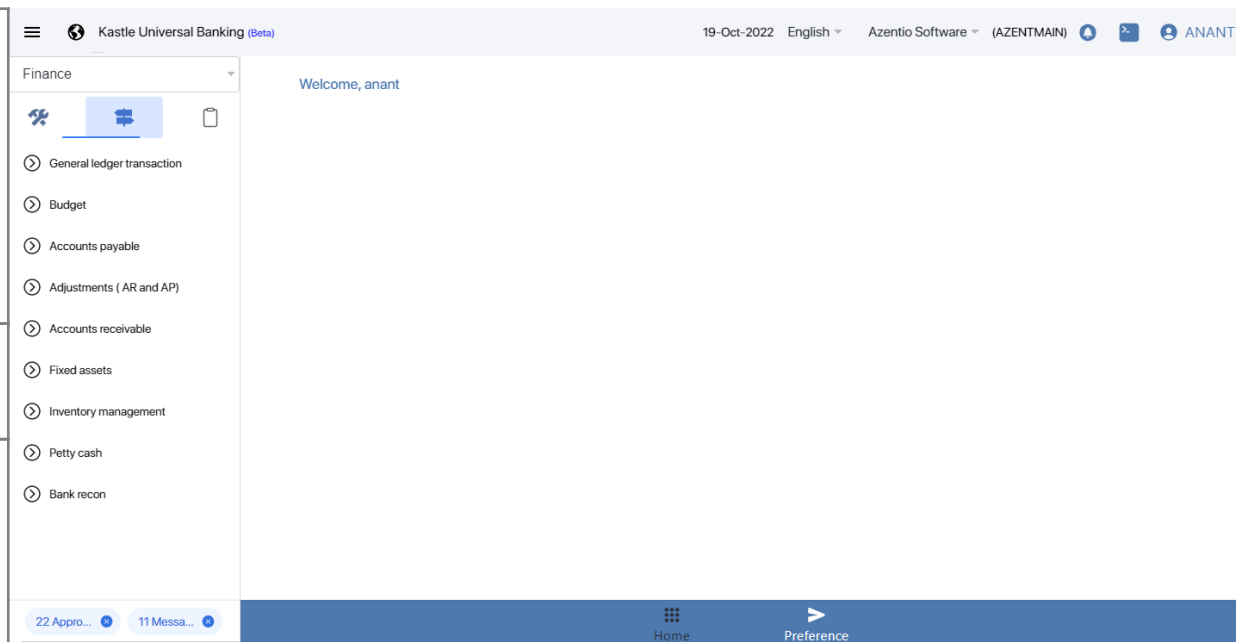 Kastle Universal Banking (Beta)
19-Oct-2022 English Azentio Software (AZENTMAIN) ANANT
Finance
Welcome, anant
General ledger transaction
Budget
Accounts payable
Adjustments ( AR and AP)
Accounts receivable
Fixed assets
Inventory management
Petty cash
Bank recon
22 Appro... 11 Messa...
Home Preference